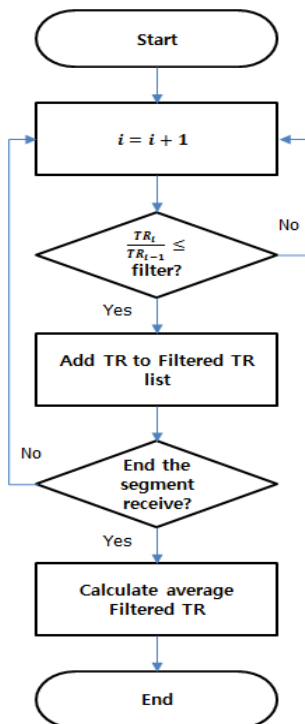 Start
i = i + 1
TR_i / TR_{i-1} ≤
filter?
No
Yes
Add TR to Filtered TR
list
No
End the
segment
receive?
Yes
Calculate average
Filtered TR
End